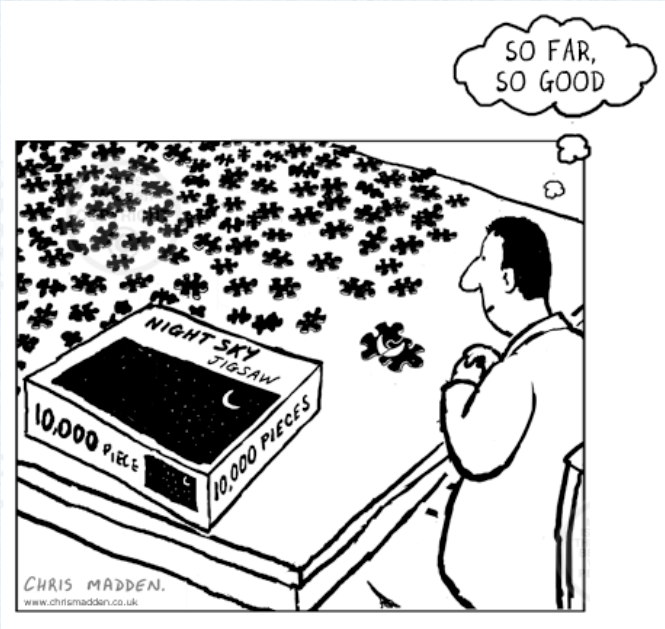 SO FAR,
SO GOOD
NIGHT SKY
JIGSAW
10,000 PIECE
10,000 PIECES
CHRIS MADDEN.
www.chrismadden.co.uk